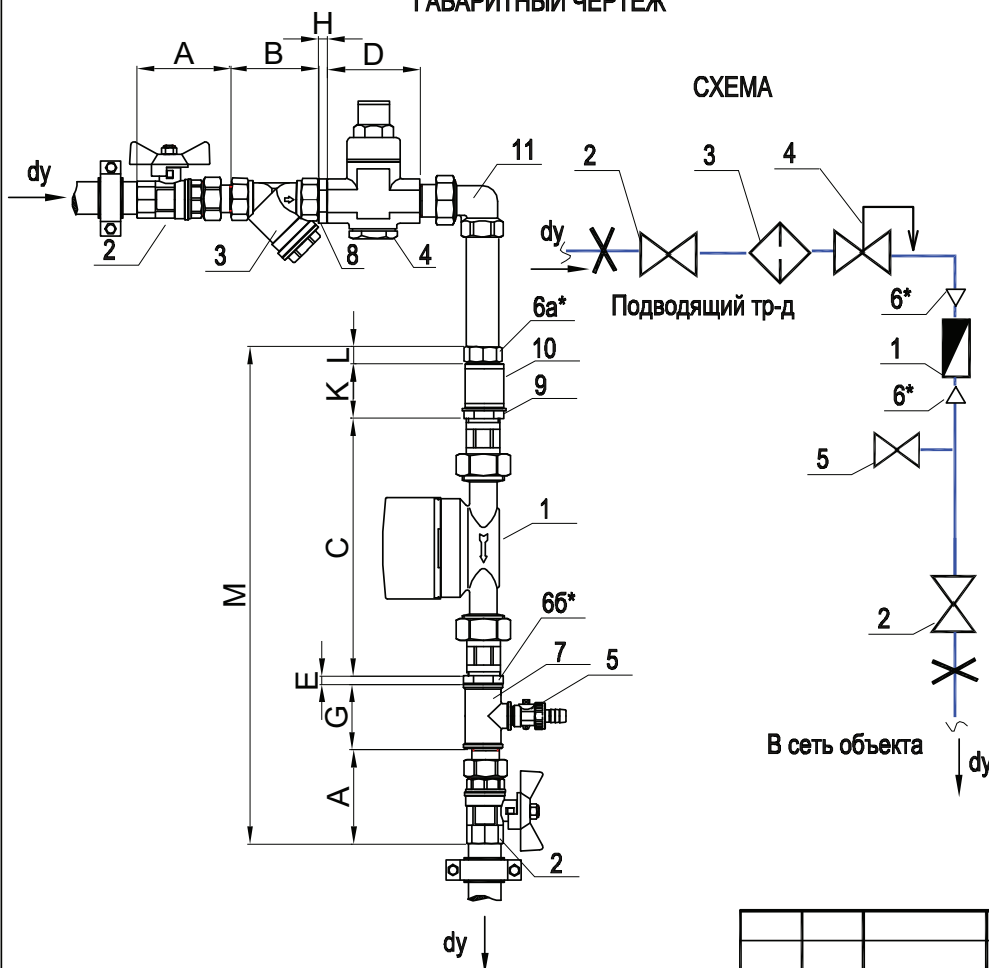 ГАБАРИТНЫЙ ЧЕРТЕЖ
H
A
B
D
dy
2
3
8
4
11
6а*
10
9
L
K
C
M
1
6б*
7
5
E
G
A
2
dy
СХЕМА
2
3
4
dy
Подводящий тр-д
6*
1
6*
5
2
В сеть объекта
dy